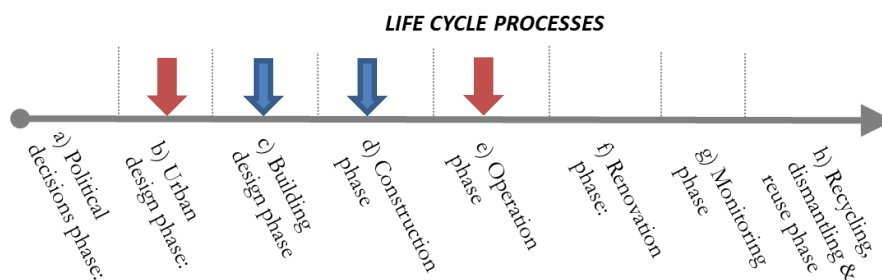 LIFE CYCLE PROCESSES
a) Political
decisions phase:
b) Urban
design phase:
c) Building
design phase
d) Construction
phase
e) Operation
phase
f) Renovation
phase:
g) Monitoring
phase
h) Recycling,
dismantling &
reuse phase